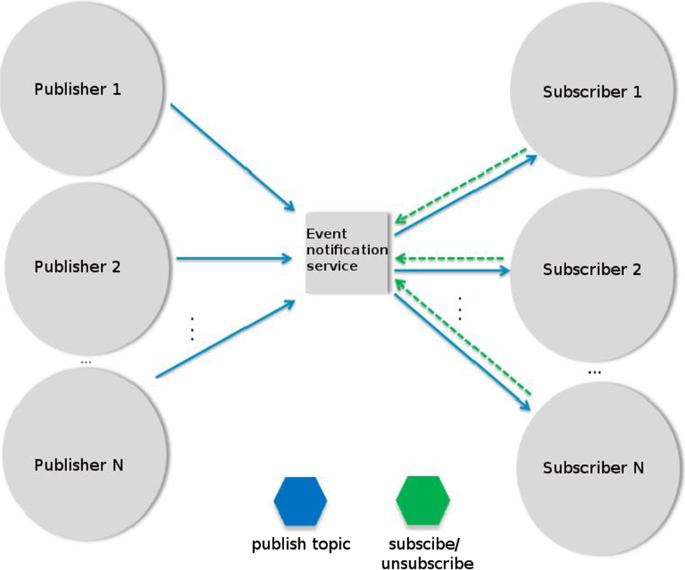 Publisher 1
Subscriber 1
Event
notification
service
Publisher 2
Subscriber 2
...
...
Publisher N
Subscriber N
publish topic
subscibe/
unsubscribe